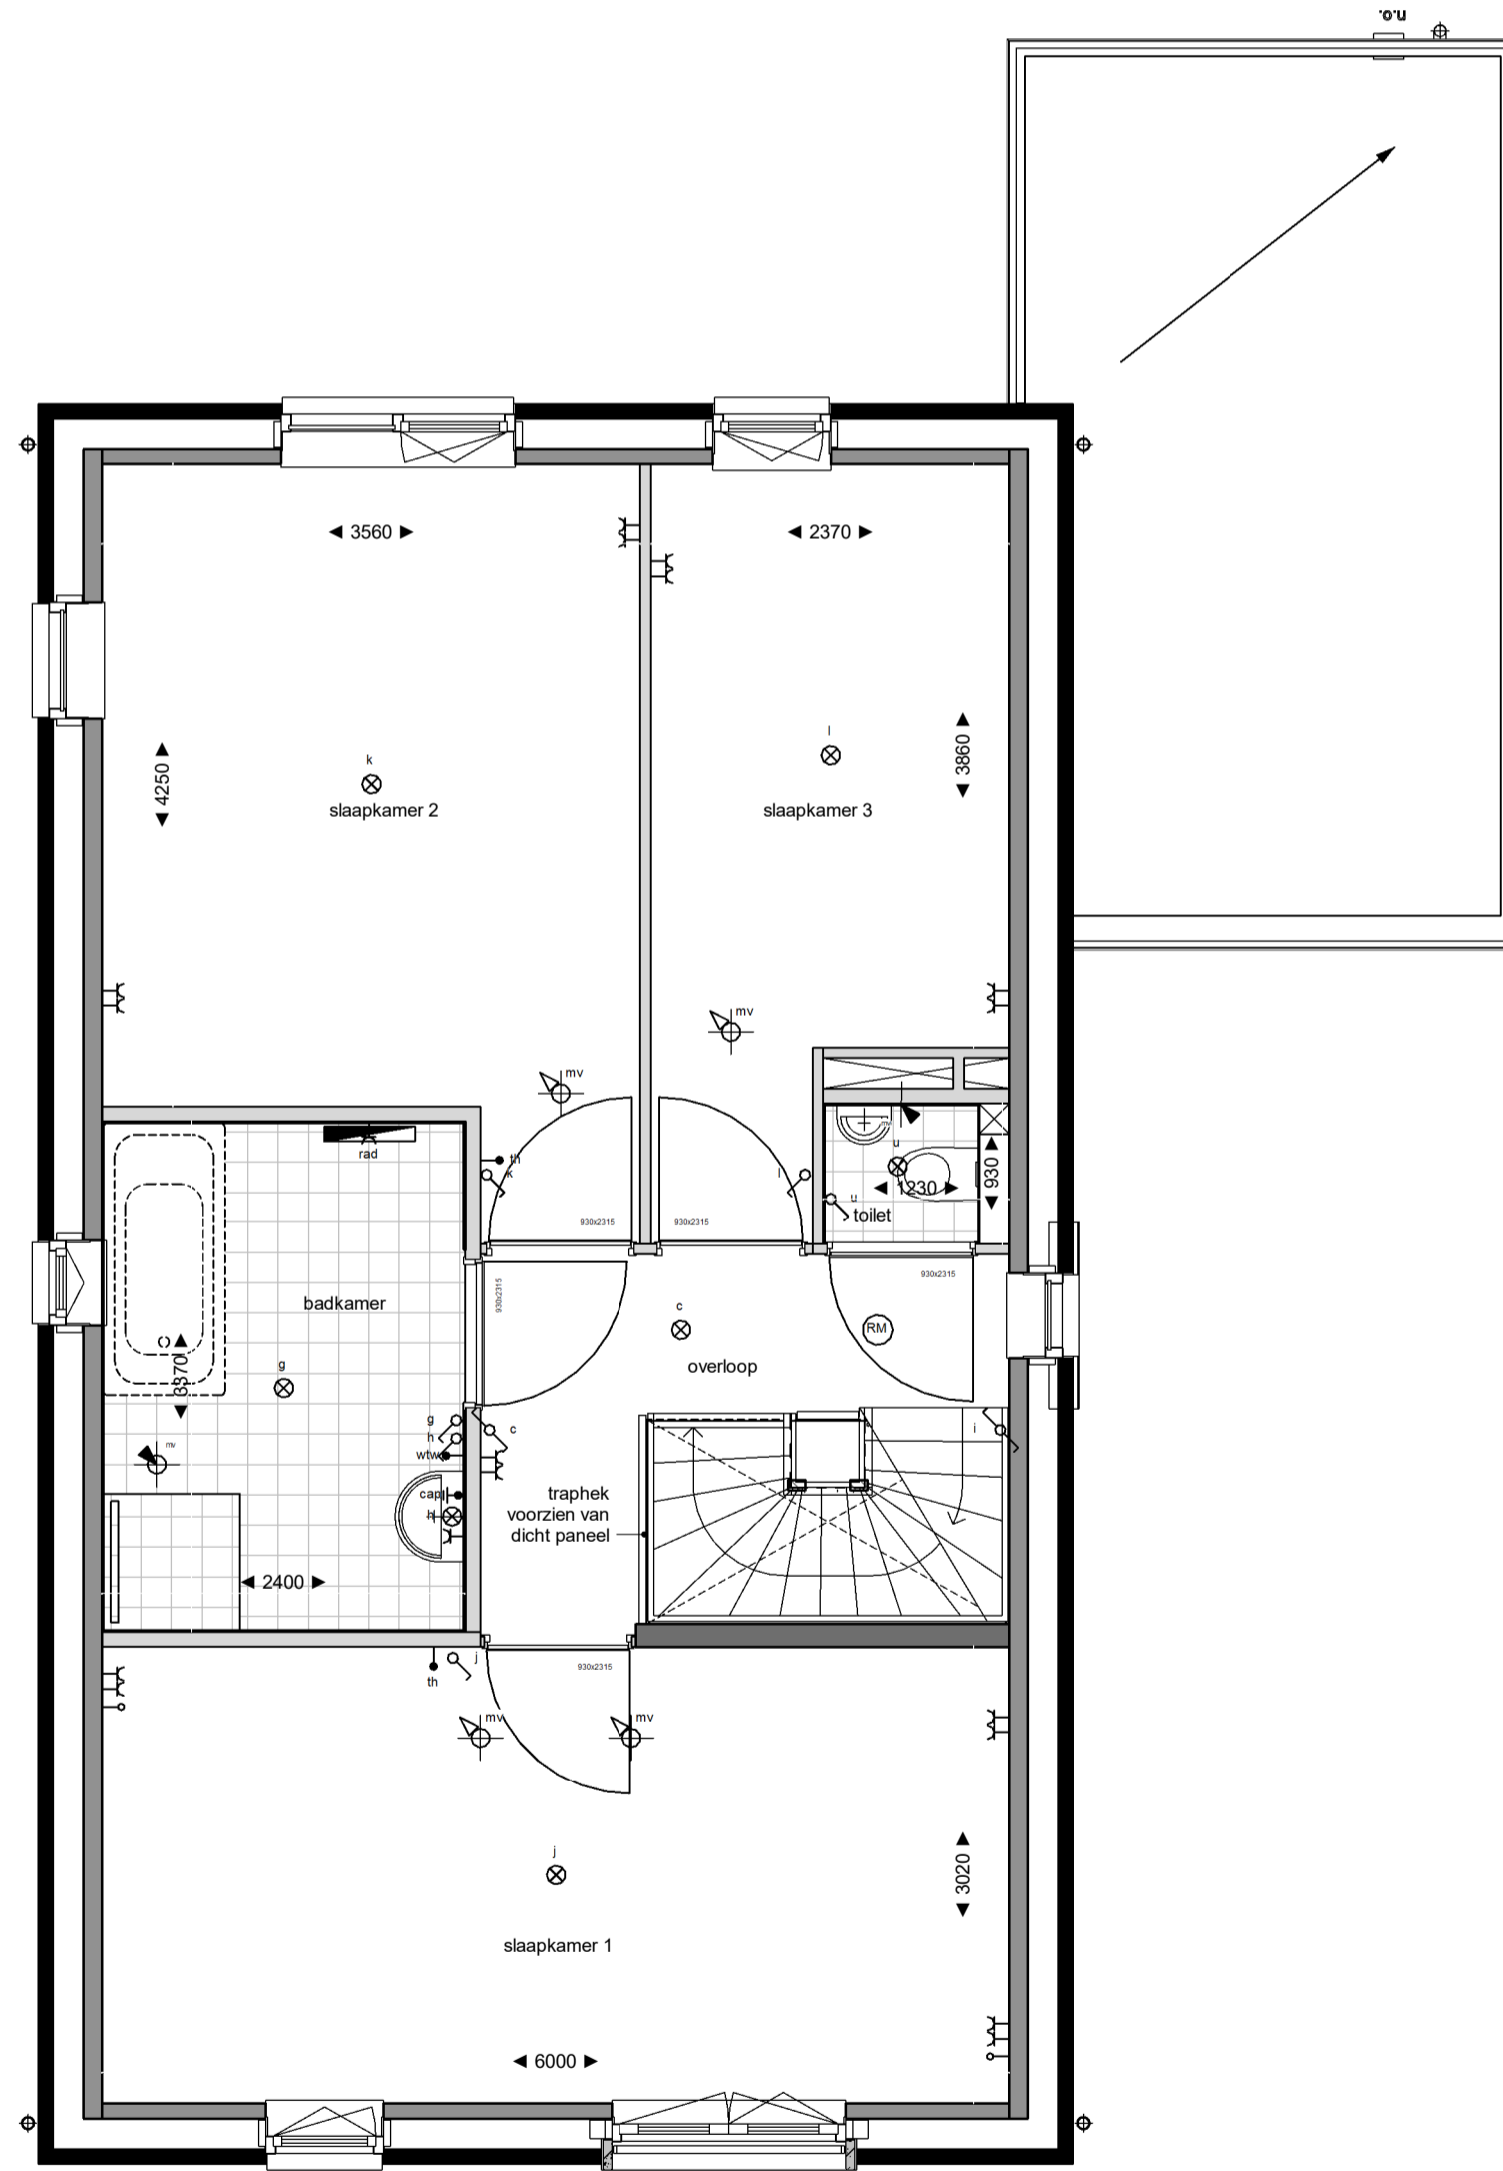 n.o.
3560
2370
4250
3860
k
slaapkamer 2
l
slaapkamer 3
mv
mv
rad
th
k
l
mv
u
1230
930
u
toilet
930x2315
930x2315
930x2315
930x2315
badkamer
c
RM
overloop
3370
g
g
h
wtw
c
i
mv
cap
h
traphek
voorzien van
dicht paneel
2400
th
j
930x2315
mv
mv
j
3020
slaapkamer 1
6000